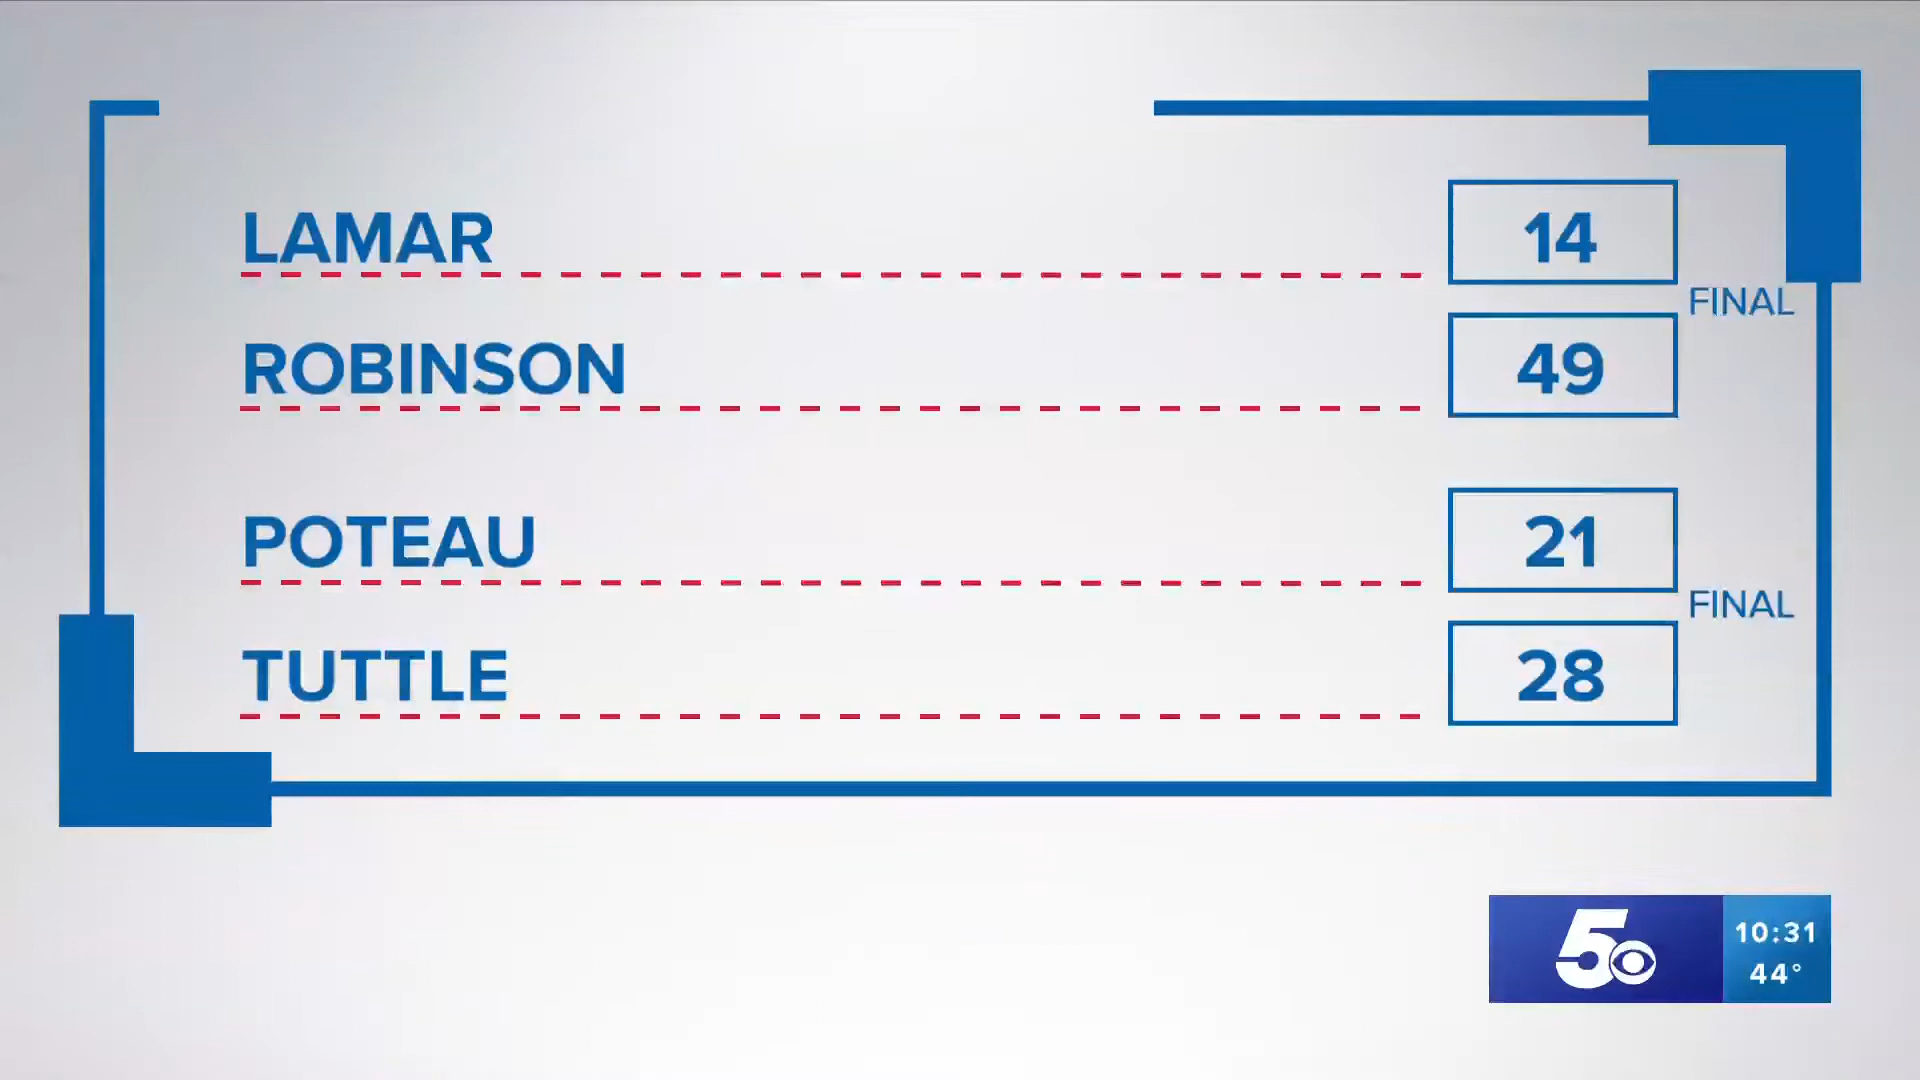 LAMAR 14
FINAL
ROBINSON 49
POTEAU 21
FINAL
TUTTLE 28
5
10:31
44°